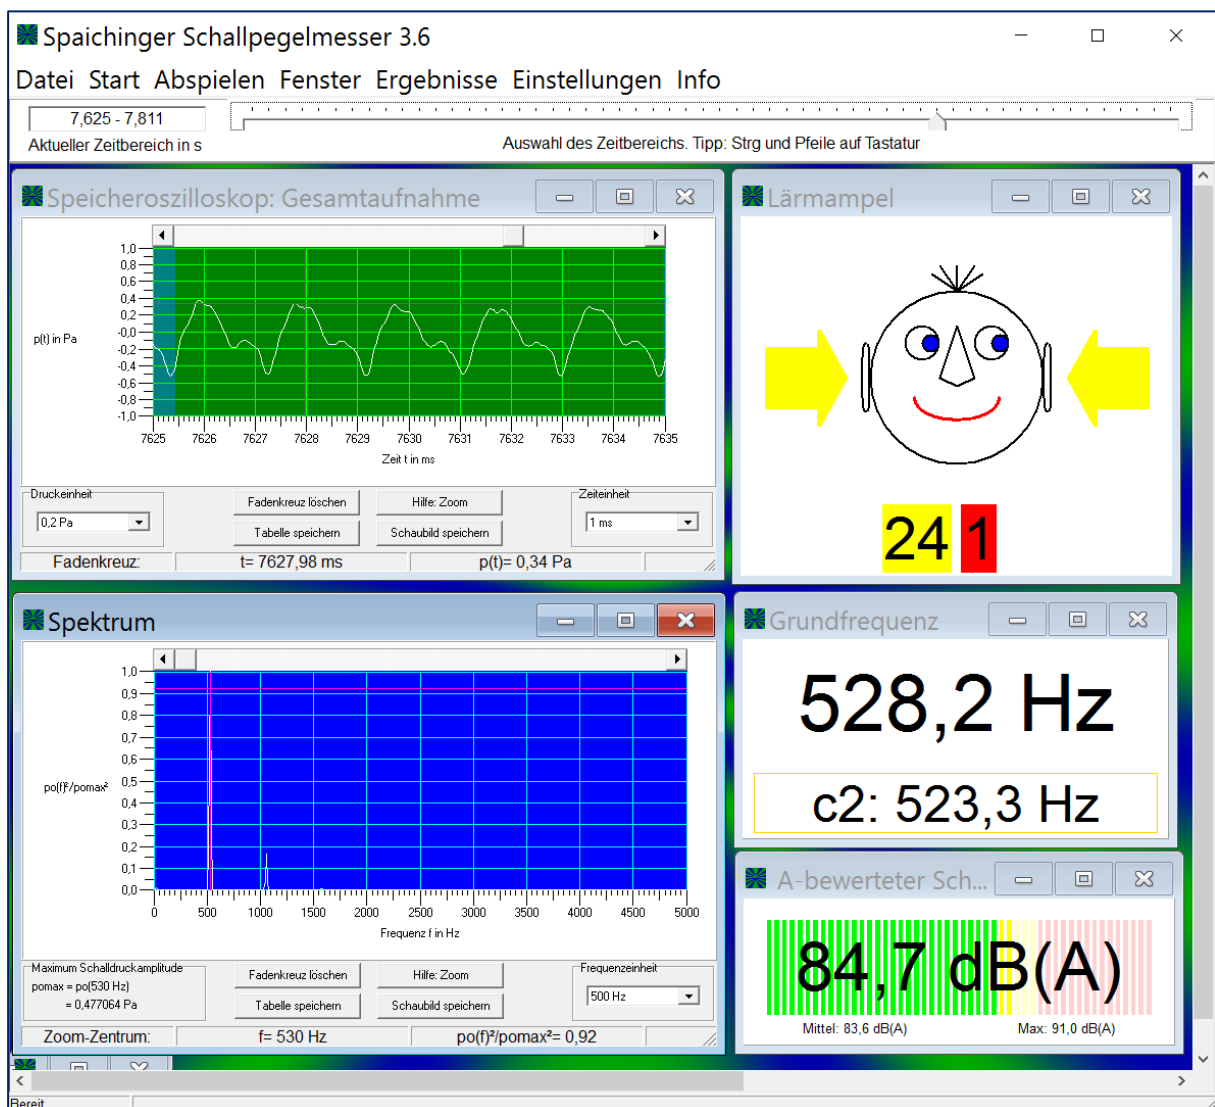 Spaichinger Schallpegelmesser 3.6
Datei Start Abspielen Fenster Ergebnisse Einstellungen Info
7,625 - 7,811
Aktueller Zeitbereich in s
Auswahl des Zeitbereichs. Tipp: Strg und Pfeile auf Tastatur
Speicheroszilloskop: Gesamtaufnahme
1,0
0,8
0,6
0,4
0,2
-0,0
-0,2
-0,4
-0,6
-0,8
-1,0
p(t) in Pa
7625 7626 7627 7628 7629 7630 7631 7632 7633 7634 7635
Zeit t in ms
Druckeinheit
0,2 Pa
Fadenkreuz löschen
Hilfe: Zoom
Tabelle speichern
Schaubild speichern
Zeiteinheit
1 ms
Fadenkreuz: t= 7627,98 ms p(t)= 0,34 Pa
Lärmampel
24 1
Spektrum
1,0
0,9
0,8
0,7
0,6
0,5
0,4
0,3
0,2
0,1
0,0
po(f)²/pomax²
0 500 1000 1500 2000 2500 3000 3500 4000 4500 5000
Frequenz f in Hz
Maximum Schalldruckamplitude
pomax = po(530 Hz)
= 0,477064 Pa
Fadenkreuz löschen
Hilfe: Zoom
Tabelle speichern
Schaubild speichern
Frequenzeinheit
500 Hz
Zoom-Zentrum: f= 530 Hz po(f)²/pomax²= 0,92
Grundfrequenz
528,2 Hz
c2: 523,3 Hz
A-bewerteter Sch...
84,7 dB(A)
Mittel: 83,6 dB(A) Max: 91,0 dB(A)
Bereit